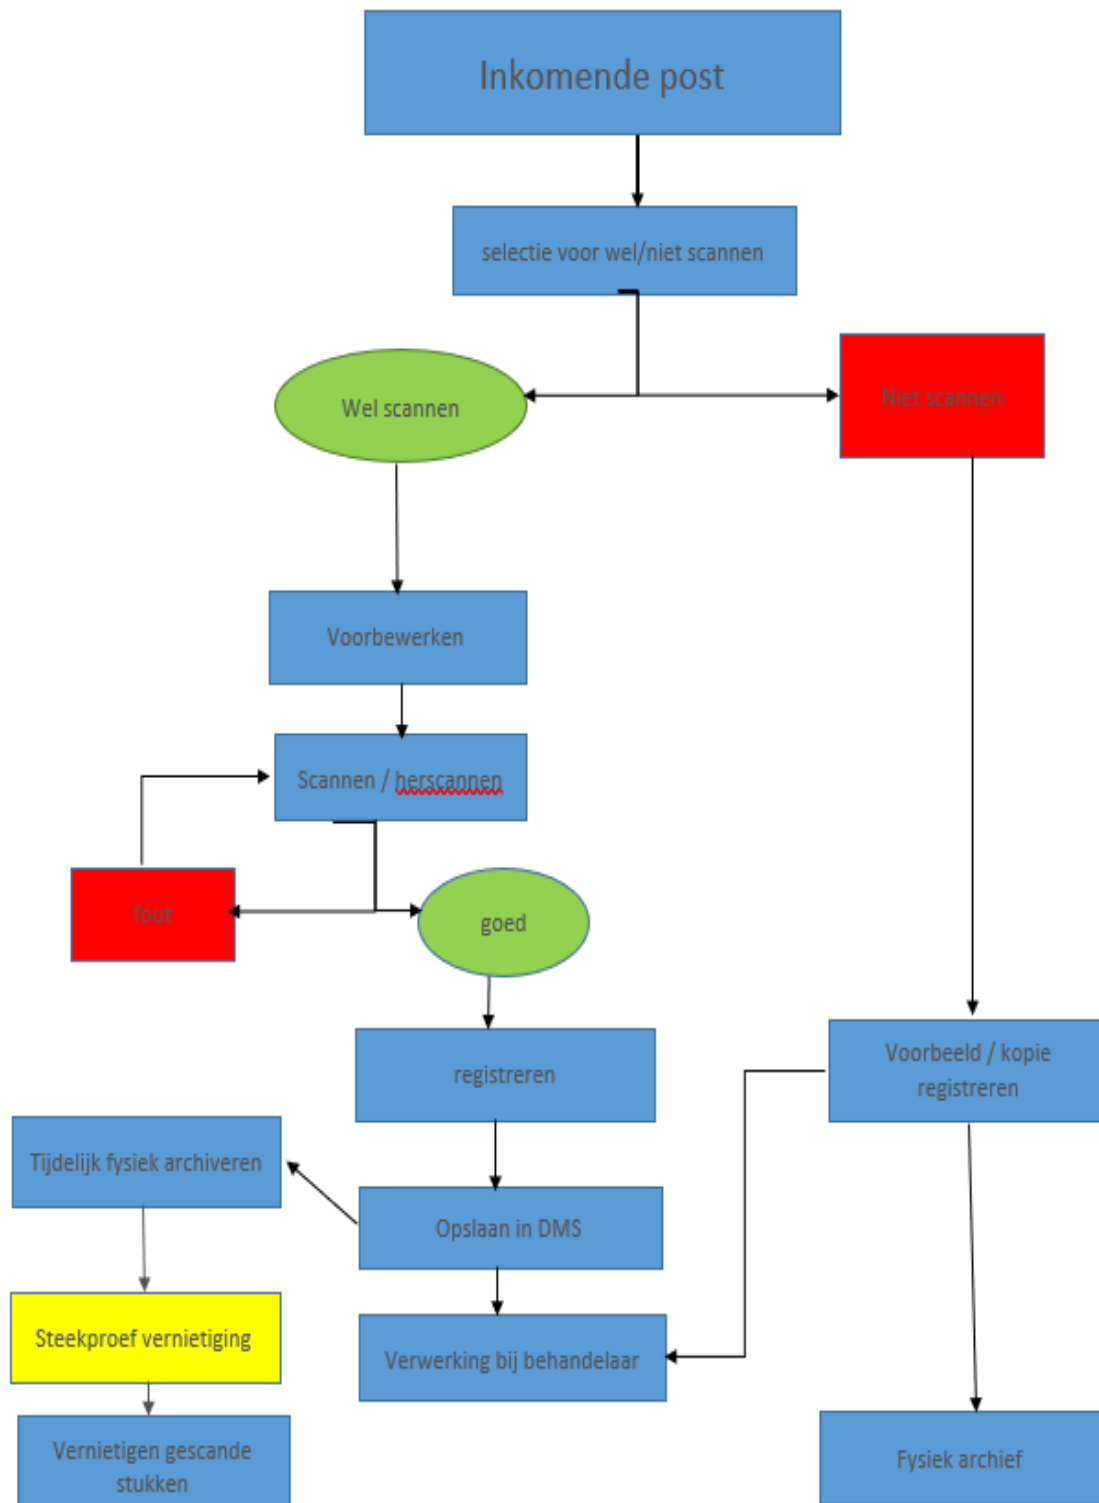 Inkomende post
selectie voor wel/niet scannen
Wel scannen
Niet scannen
Voorbewerken
Scannen / herscannen
fout
goed
registreren
Voorbeeld / kopie
registreren
Tijdelijk fysiek archiveren
Opslaan in DMS
Steekproef vernietiging
Verwerking bij behandelaar
Vernietigen gescande
stukken
Fysiek archief